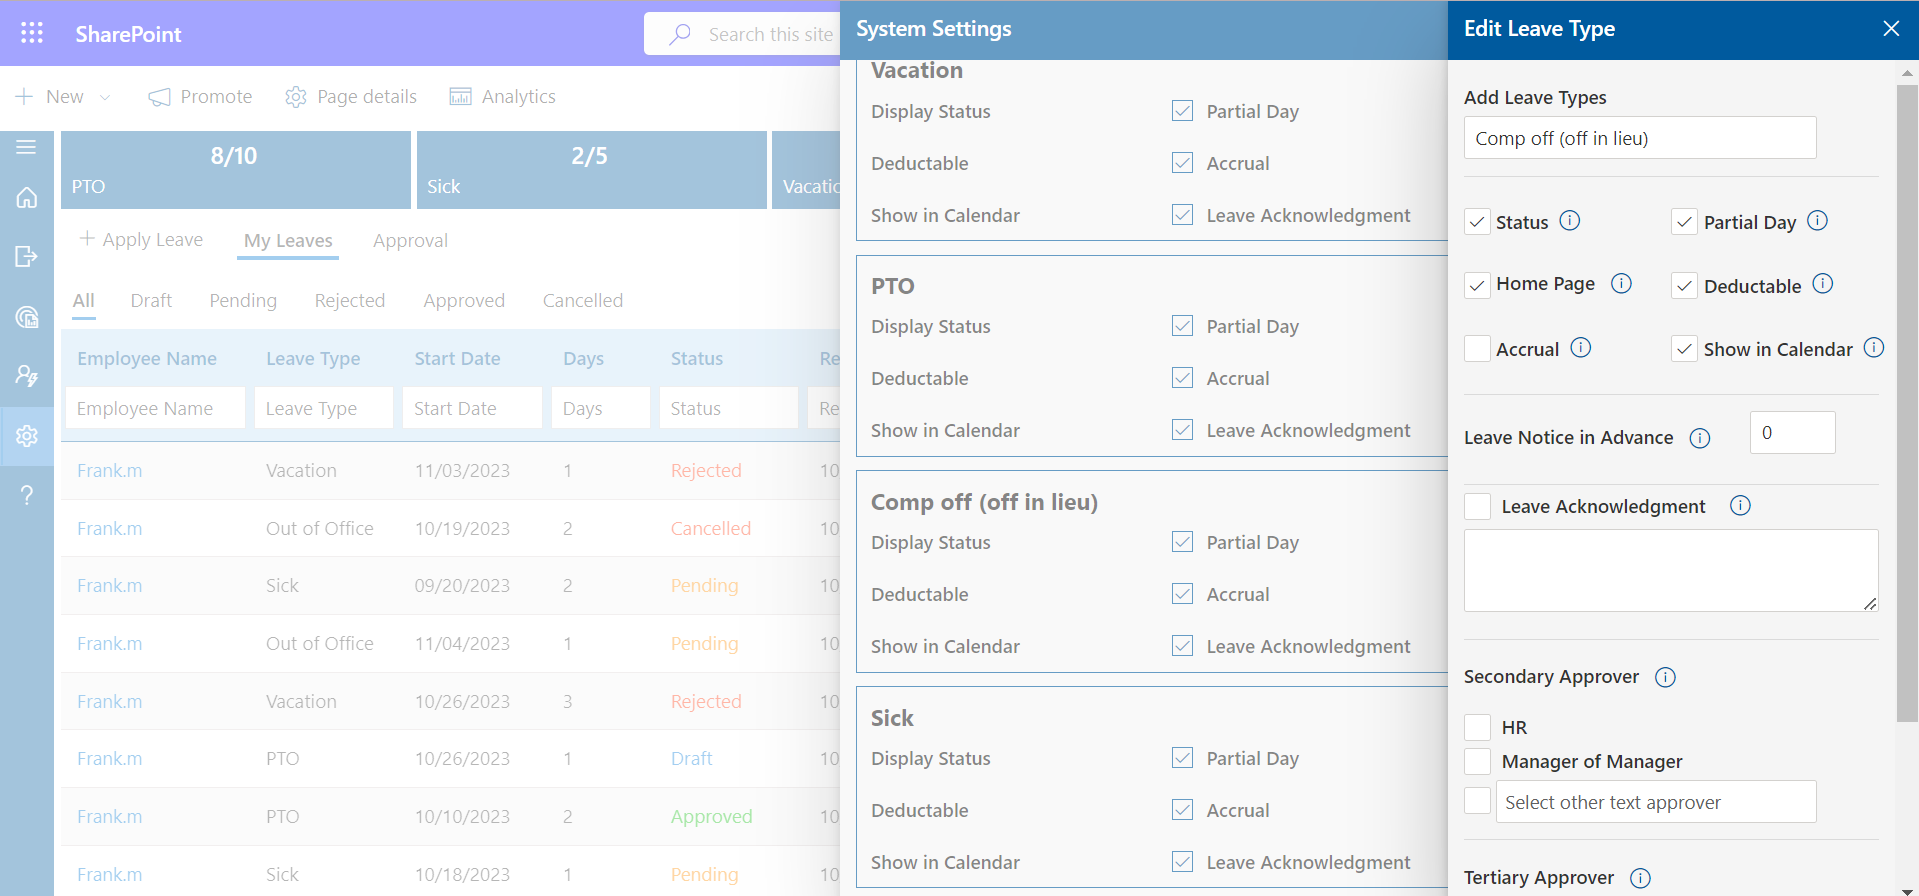 SharePoint
Search this site
New
Promote
Page details
Analytics
8/10
PTO
2/5
Sick
Vacatic
Apply Leave
My Leaves
Approval
All
Draft
Pending
Rejected
Approved
Cancelled
Employee Name Leave Type Start Date Days Status Re
Employee Name Leave Type Start Date Days Status Re
Frank.m Vacation 11/03/2023 1 Rejected 10
Frank.m Out of Office 10/19/2023 2 Cancelled 10
Frank.m Sick 09/20/2023 2 Pending 10
Frank.m Out of Office 11/04/2023 1 Pending 10
Frank.m Vacation 10/26/2023 3 Rejected 10
Frank.m PTO 10/26/2023 1 Draft 10
Frank.m PTO 10/10/2023 2 Approved 10
Frank.m Sick 10/18/2023 1 Pending 10
System Settings
Vacation
Display Status Partial Day
Deductable Accrual
Show in Calendar Leave Acknowledgment
PTO
Display Status Partial Day
Deductable Accrual
Show in Calendar Leave Acknowledgment
Comp off (off in lieu)
Display Status Partial Day
Deductable Accrual
Show in Calendar Leave Acknowledgment
Sick
Display Status Partial Day
Deductable Accrual
Show in Calendar Leave Acknowledgment
Edit Leave Type
Add Leave Types
Comp off (off in lieu)
Status Partial Day
Home Page Deductable
Accrual Show in Calendar
Leave Notice in Advance 0
Leave Acknowledgment
Secondary Approver
HR
Manager of Manager
Select other text approver
Tertiary Approver